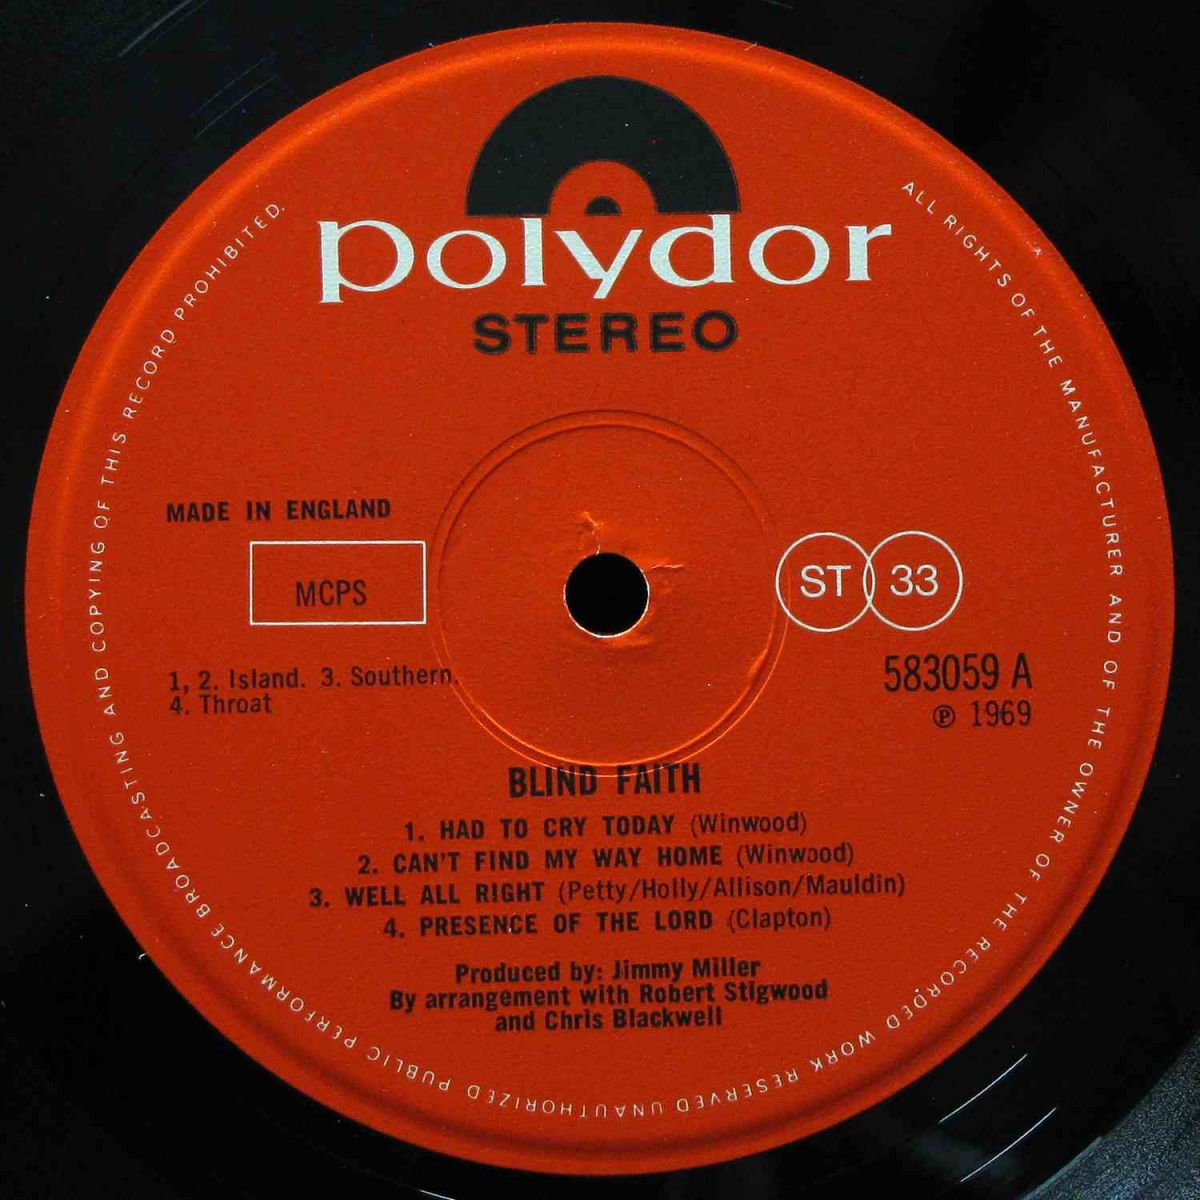 polydor
STEREO
MADE IN ENGLAND
MCPS
ST 33
1, 2. Island. 3. Southern.
4. Throat
583059 A
℗ 1969
BLIND FAITH
1. HAD TO CRY TODAY (Winwood)
2. CAN'T FIND MY WAY HOME (Winwood)
3. WELL ALL RIGHT (Petty/Holly/Allison/Mauldin)
4. PRESENCE OF THE LORD (Clapton)
Produced by: Jimmy Miller
By arrangement with Robert Stigwood
and Chris Blackwell
ALL RIGHTS OF THE MANUFACTURER AND OF THE OWNER OF THE RECORDED WORK RESERVED UNAUTHORIZED PUBLIC PERFORMANCE BROADCASTING AND COPYING OF THIS RECORD PROHIBITED.